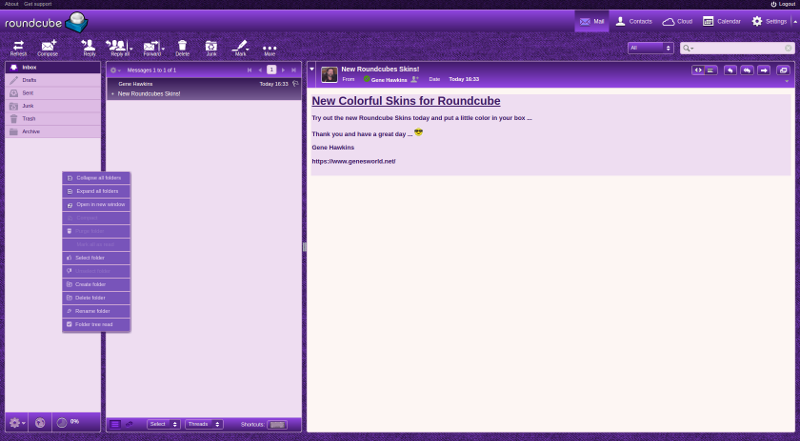 About Get support
Logout
roundcube
Mail Contacts Cloud Calendar Settings
Refresh Compose Reply Reply all Forward Delete Junk Mark More
All
Inbox
Drafts
Sent
Junk
Trash
Archive
Messages 1 to 1 of 1
1
Gene Hawkins Today 16:33
New Roundcubes Skins!
Collapse all folders
Expand all folders
Open in new window
Select folder
Create folder
Delete folder
Rename folder
Folder tree read
0%
Select Threads Shortcuts:
New Roundcubes Skins!
From Gene Hawkins Date Today 16:33
New Colorful Skins for Roundcube
Try out the new Roundcube Skins today and put a little color in your box ...
Thank you and have a great day ...
Gene Hawkins
https://www.genesworld.net/